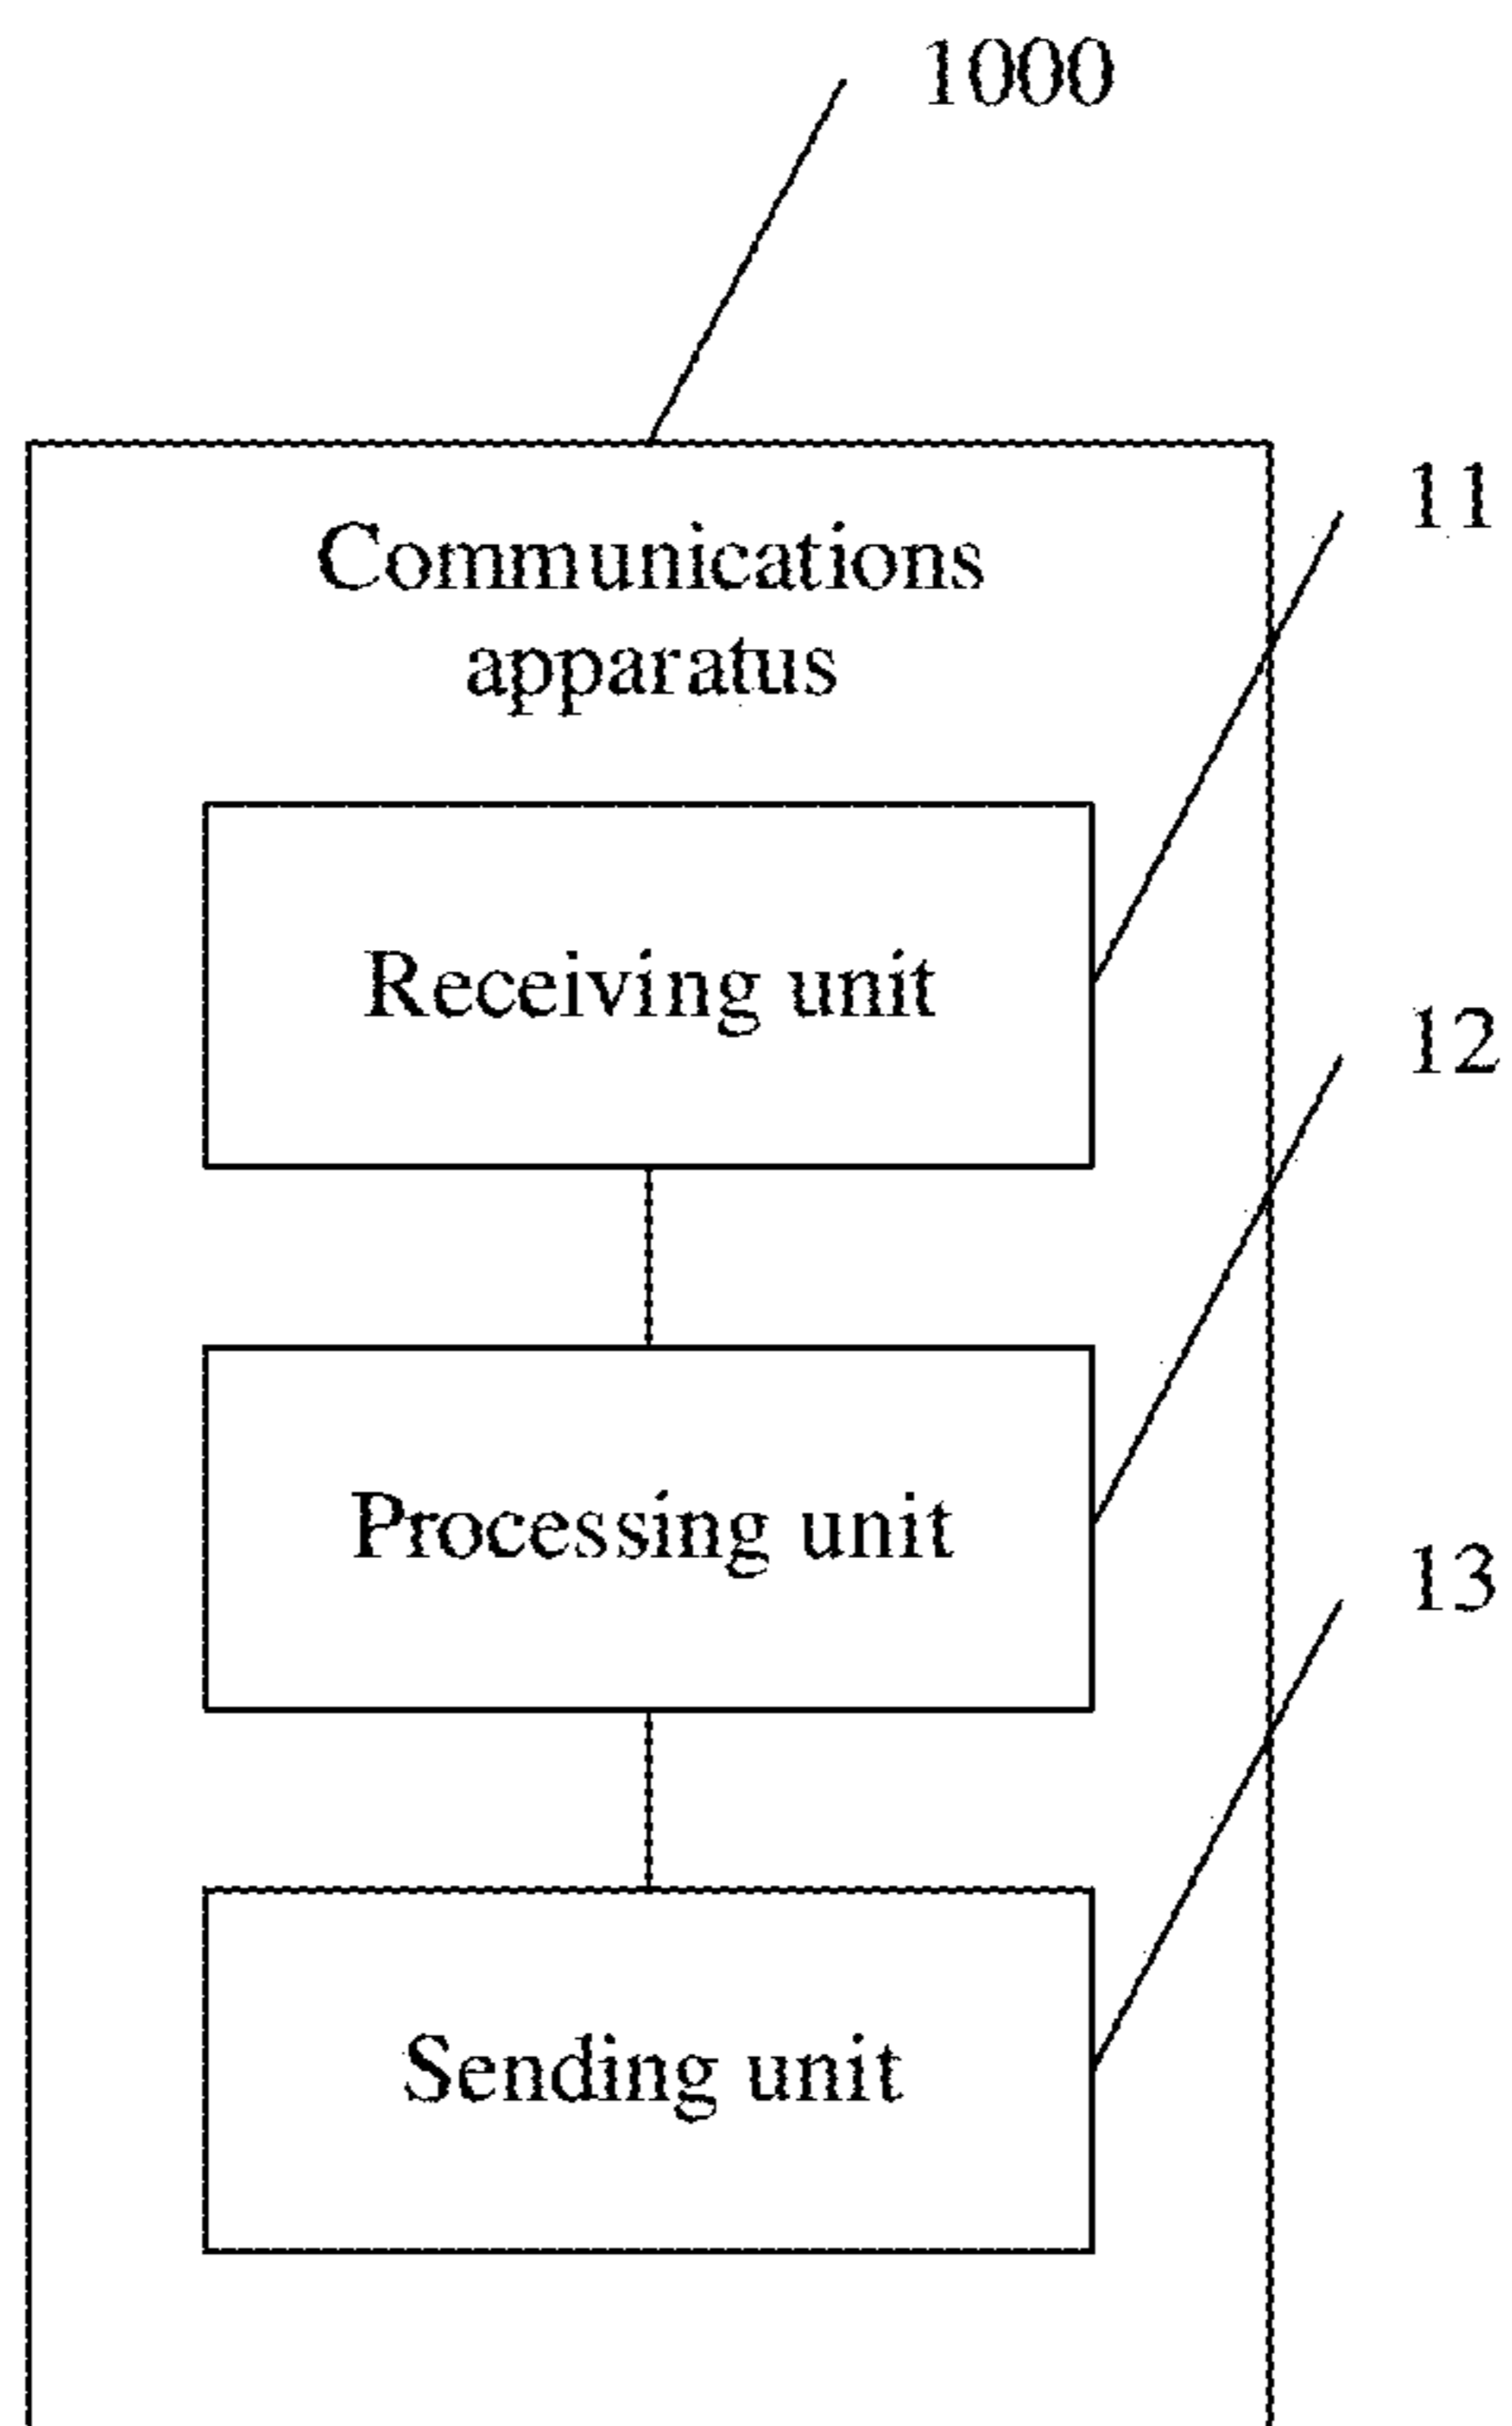 1000
Communications
apparatus
11
Receiving unit
12
Processing unit
13
Sending unit